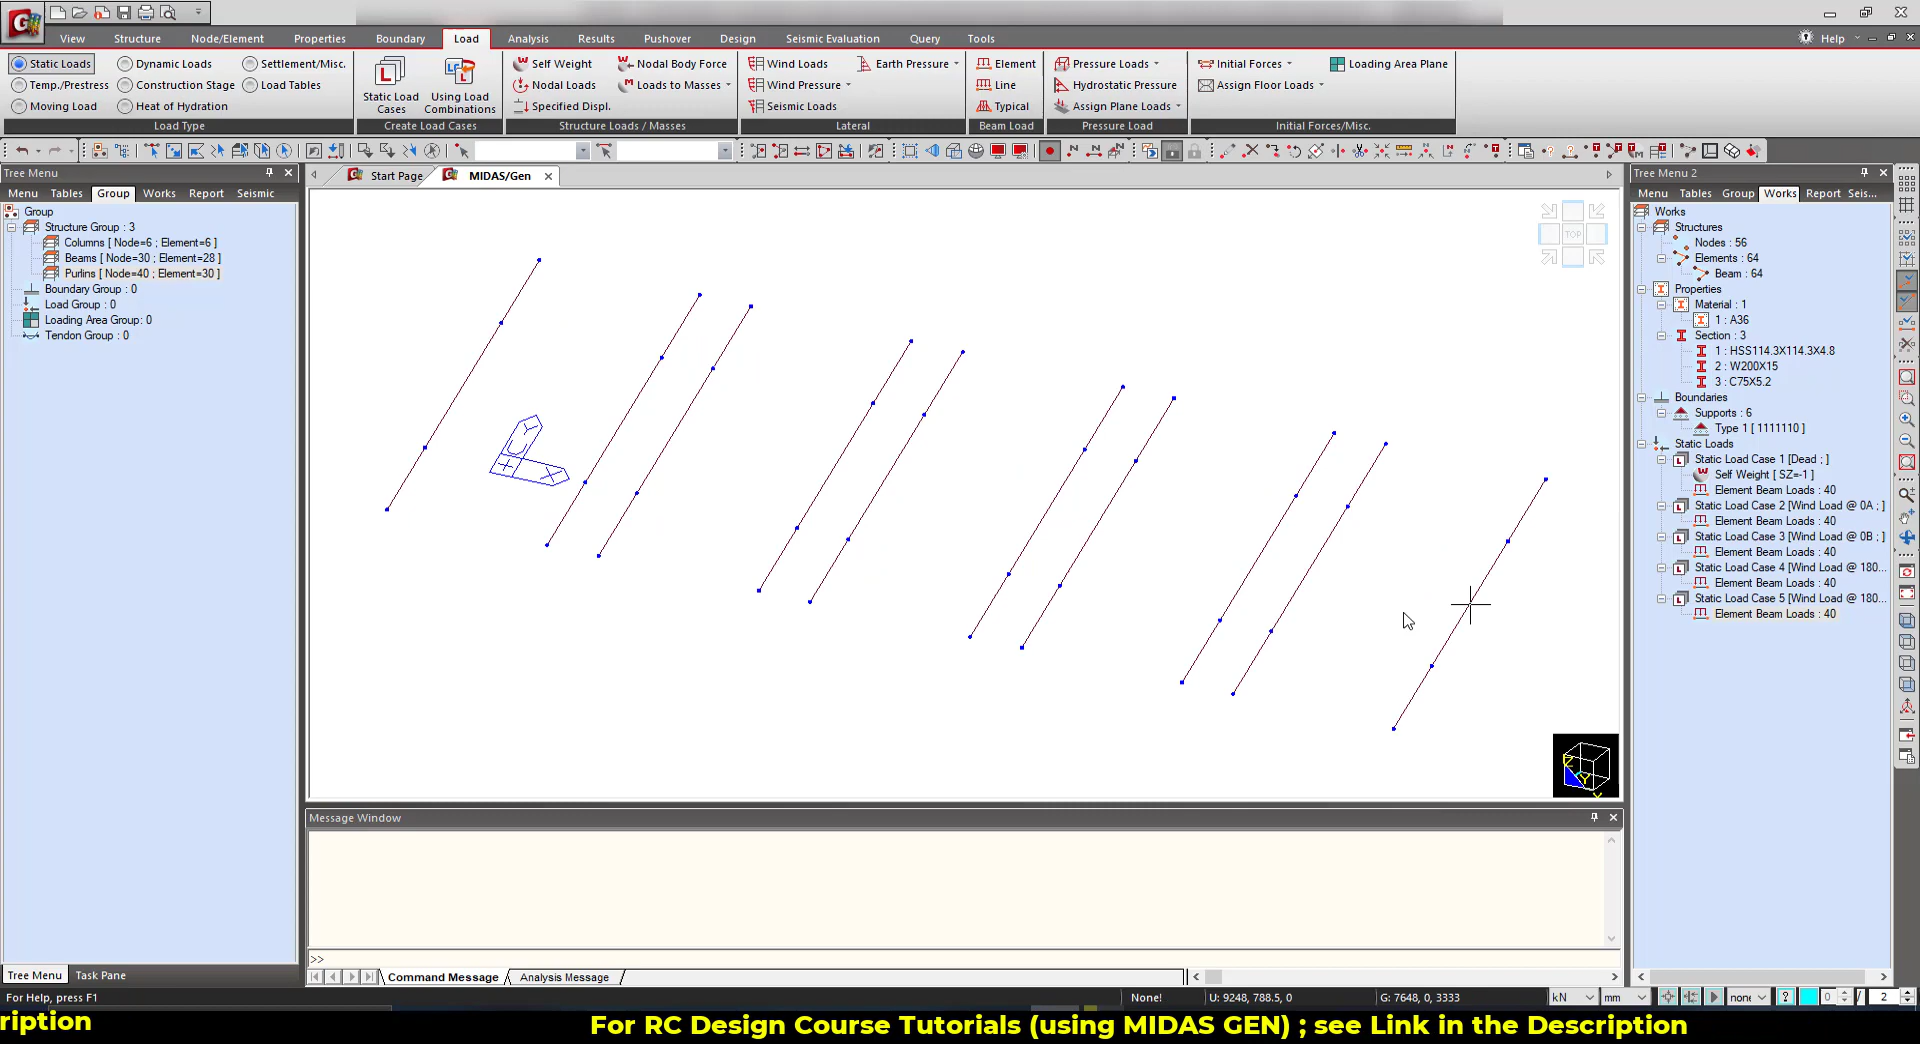 View Structure Node/Element Properties Boundary Load Analysis Results Pushover Design Seismic Evaluation Query Tools Help
Static Loads Dynamic Loads Settlement/Misc.
Temp./Prestress Construction Stage Load Tables
Moving Load Heat of Hydration
Load Type
Static Load Cases
Using Load Combinations
Create Load Cases
Self Weight Nodal Body Force
Nodal Loads Loads to Masses
Specified Displ.
Structure Loads / Masses
Wind Loads Earth Pressure
Wind Pressure
Seismic Loads
Lateral
Element
Line
Typical
Beam Load
Pressure Loads
Hydrostatic Pressure
Assign Plane Loads
Pressure Load
Initial Forces Loading Area Plane
Assign Floor Loads
Initial Forces/Misc.
Tree Menu
Menu Tables Group Works Report Seismic
Group
Structure Group : 3
Columns [ Node=6 ; Element=6 ]
Beams [ Node=30 ; Element=28 ]
Purlins [ Node=40 ; Element=30 ]
Boundary Group : 0
Load Group : 0
Loading Area Group: 0
Tendon Group : 0
Tree Menu Task Pane
Start Page MIDAS/Gen
TOP
Message Window
>>
Command Message Analysis Message
Tree Menu 2
Menu Tables Group Works Report Seis...
Works
Structures
Nodes : 56
Elements : 64
Beam : 64
Properties
Material : 1
1 : A36
Section : 3
1 : HSS114.3X114.3X4.8
2 : W200X15
3 : C75X5.2
Boundaries
Supports : 6
Type 1 [ 1111110 ]
Static Loads
Static Load Case 1 [Dead ; ]
Self Weight [ SZ=-1 ]
Element Beam Loads : 40
Static Load Case 2 [Wind Load @ 0A ; ]
Element Beam Loads : 40
Static Load Case 3 [Wind Load @ 0B ; ]
Element Beam Loads : 40
Static Load Case 4 [Wind Load @ 180...
Element Beam Loads : 40
Static Load Case 5 [Wind Load @ 180...
Element Beam Loads : 40
For Help, press F1
None! U: 9248, 788.5, 0 G: 7648, 0, 3333 kN mm none 0 / 2
ription For RC Design Course Tutorials (using MIDAS GEN) ; see Link in the Description